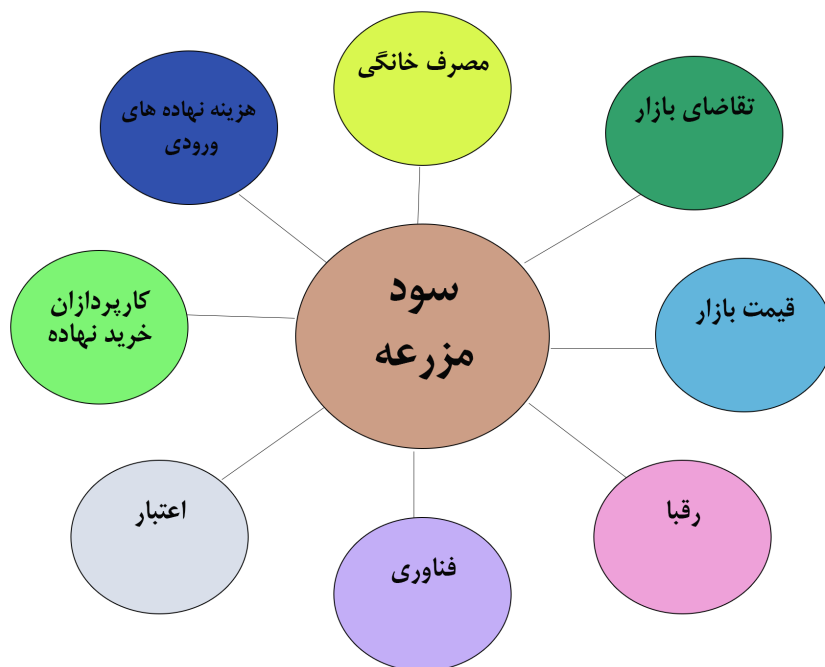 مصرف خانگی
تقاضای بازار
هزینه نهاده های
ورودی
سود
مزرعه
قیمت بازار
کارپردازان
خرید نهاده
رقبا
اعتبار
فناوری